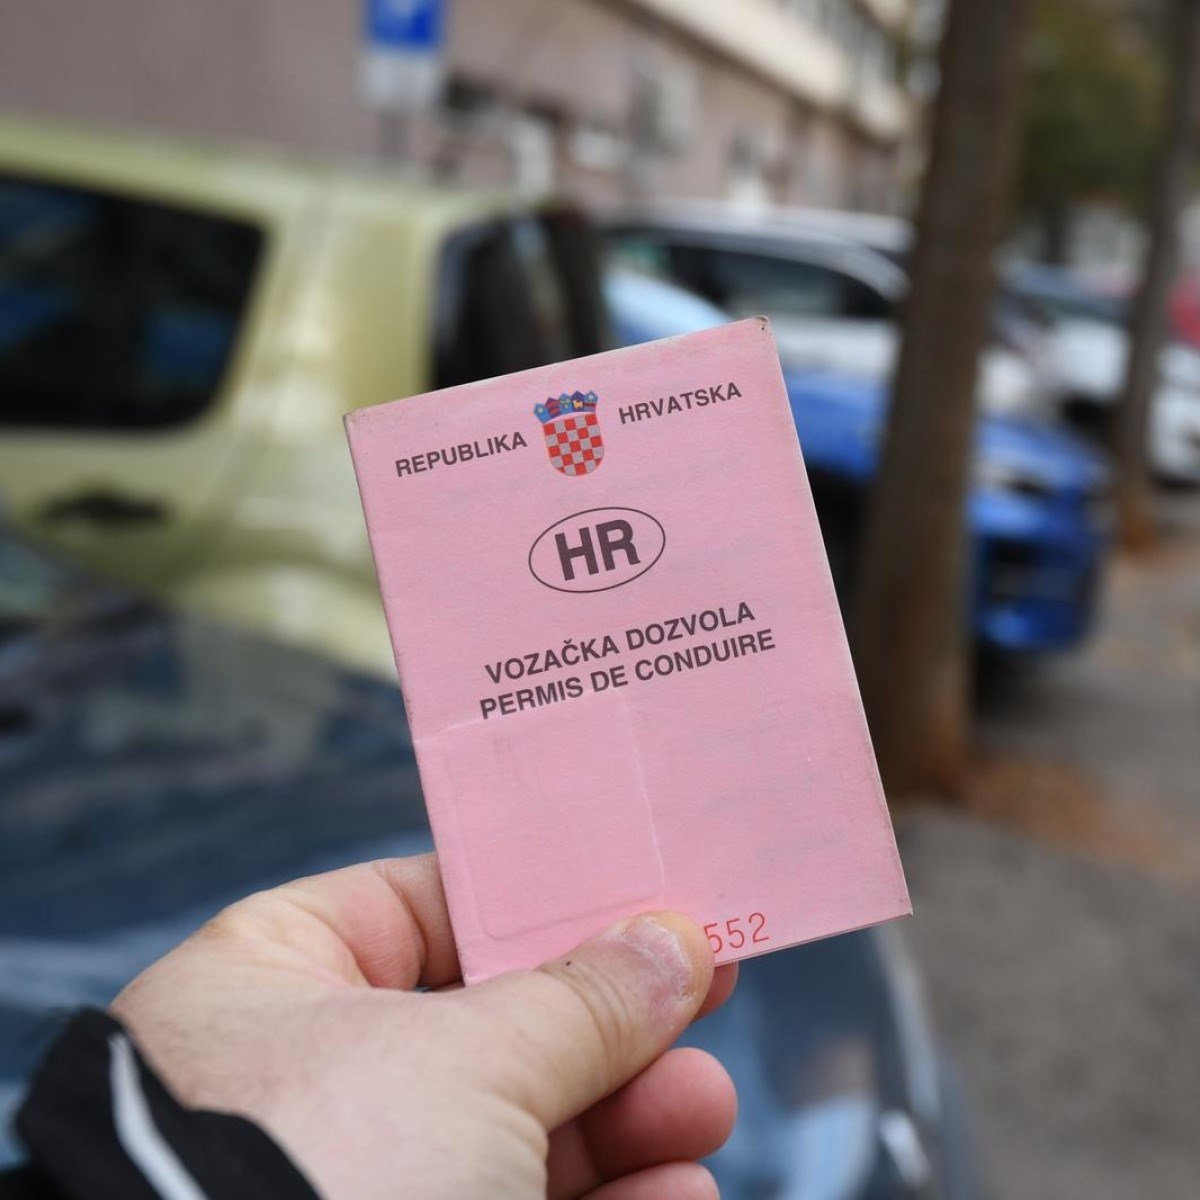 REPUBLIKA HRVATSKA
HR
VOZAČKA DOZVOLA
PERMIS DE CONDUIRE
552